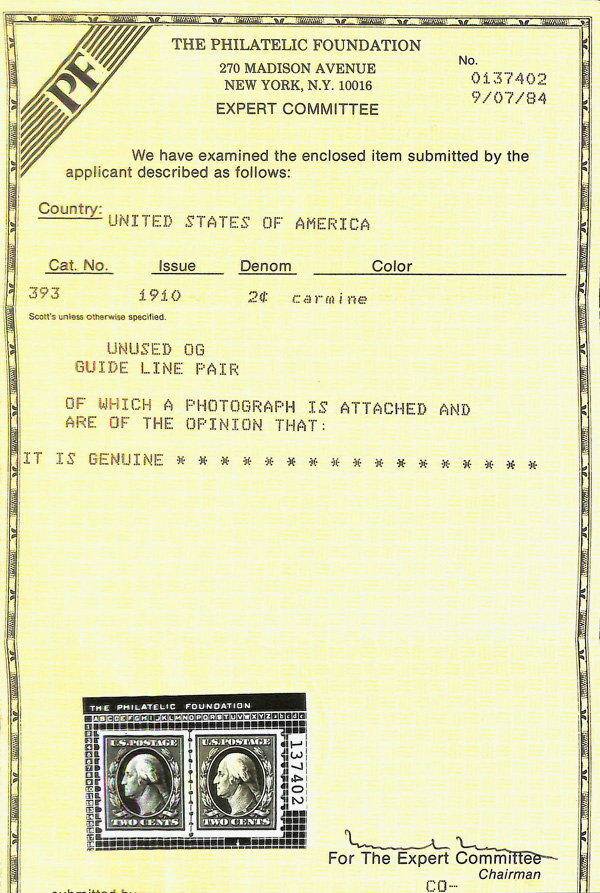 PF
THE PHILATELIC FOUNDATION
270 MADISON AVENUE
NEW YORK, N.Y. 10016
EXPERT COMMITTEE
No.
0137402
9/07/84
We have examined the enclosed item submitted by the
applicant described as follows:
Country: UNITED STATES OF AMERICA
Cat. No. Issue Denom Color
393 1910 2¢ carmine
Scott's unless otherwise specified.
UNUSED OG
GUIDE LINE PAIR
OF WHICH A PHOTOGRAPH IS ATTACHED AND
ARE OF THE OPINION THAT:
IT IS GENUINE * * * * * * * * * * * * * * * * *
THE PHILATELIC FOUNDATION
ABCDEFGHIJKLMNOPQRSTUVWXYZabcde
U.S. POSTAGE U.S. POSTAGE
TWO CENTS TWO CENTS
137402
For The Expert Committee
Chairman
CO-
submitted by